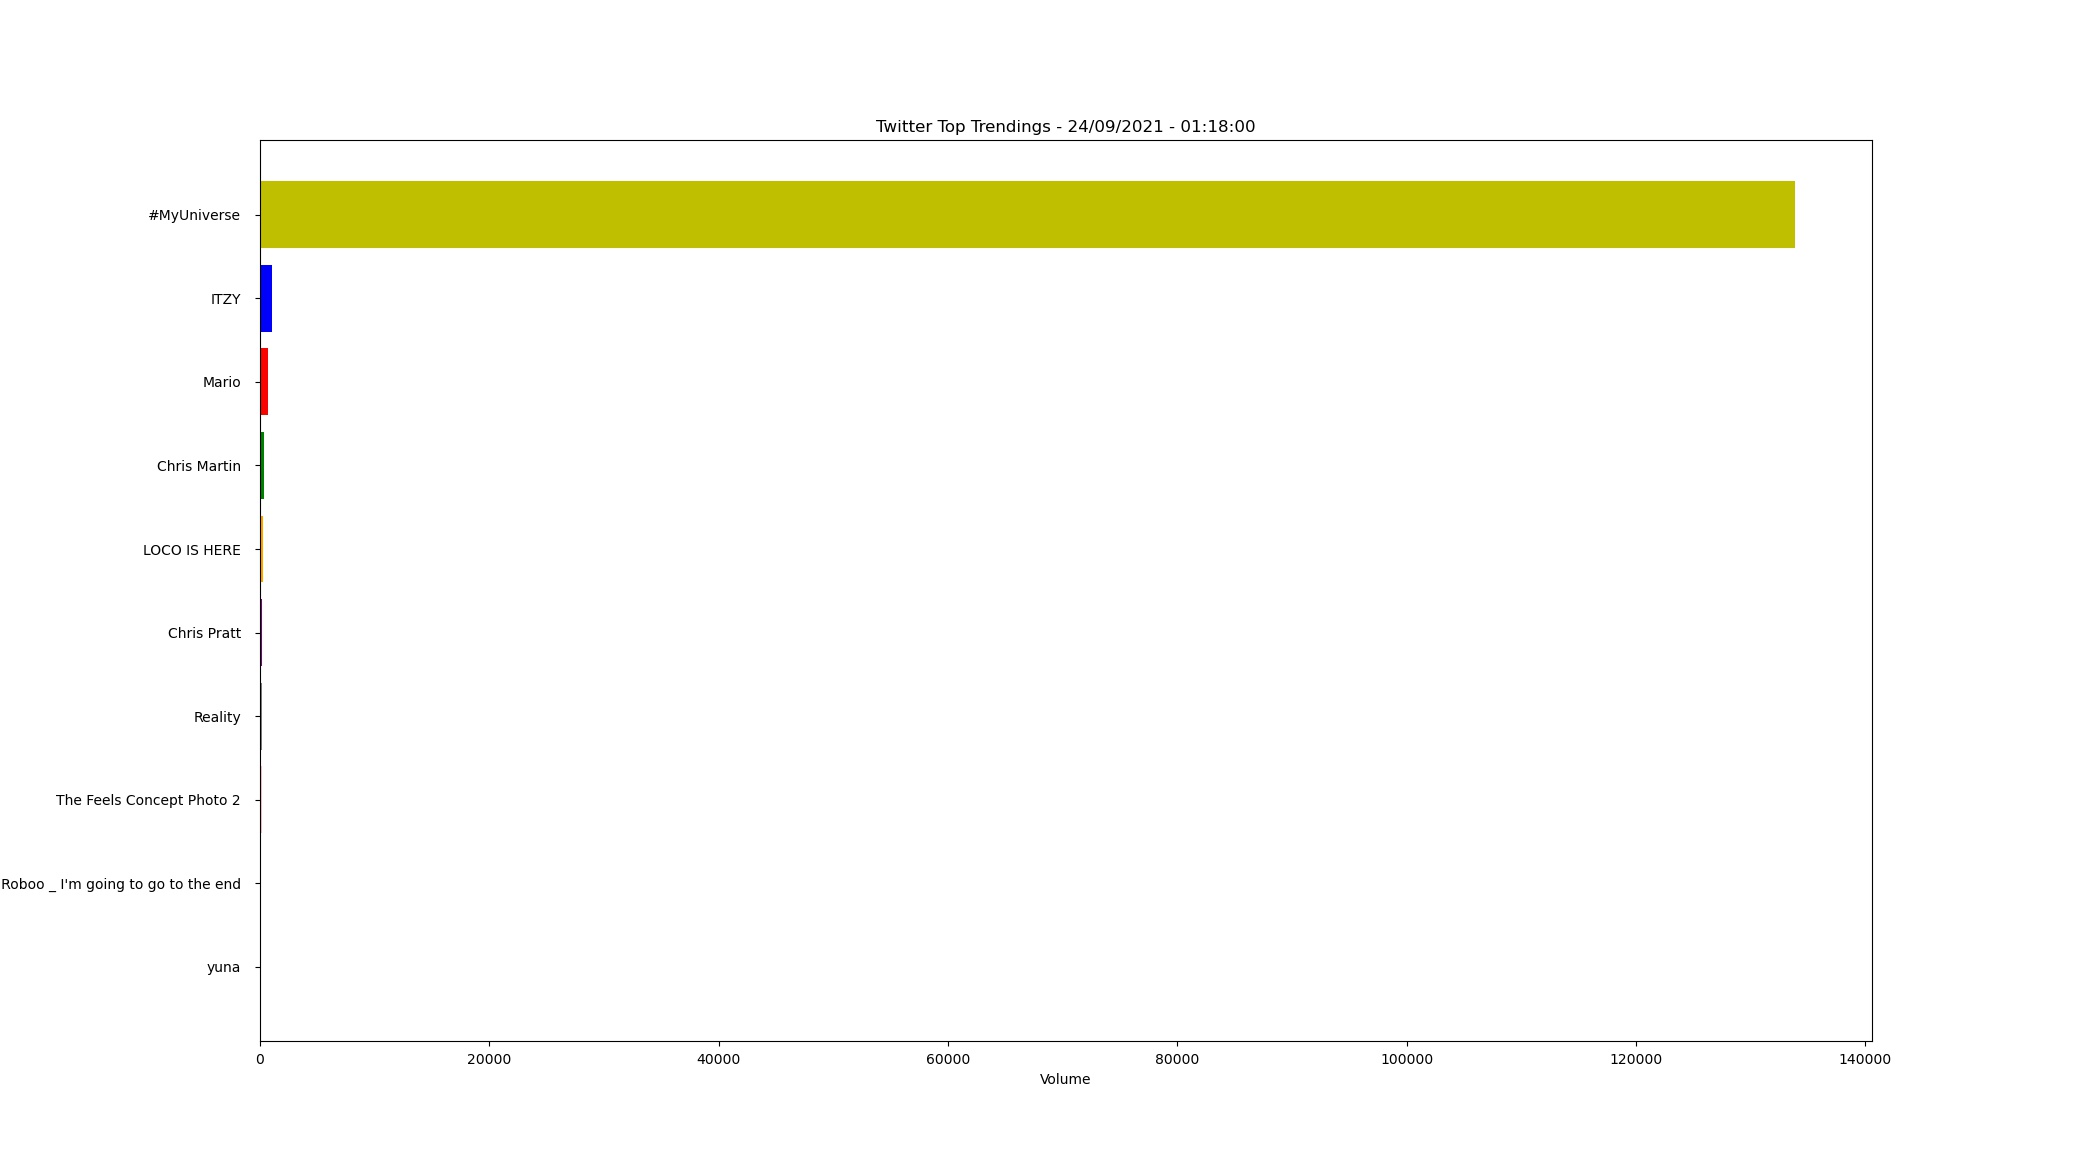 Twitter Top Trendings - 24/09/2021 - 01:18:00
#MyUniverse
ITZY
Mario
Chris Martin
LOCO IS HERE
Chris Pratt
Reality
The Feels Concept Photo 2
Roboo _ I'm going to go to the end
yuna
0 20000 40000 60000 80000 100000 120000 140000
Volume